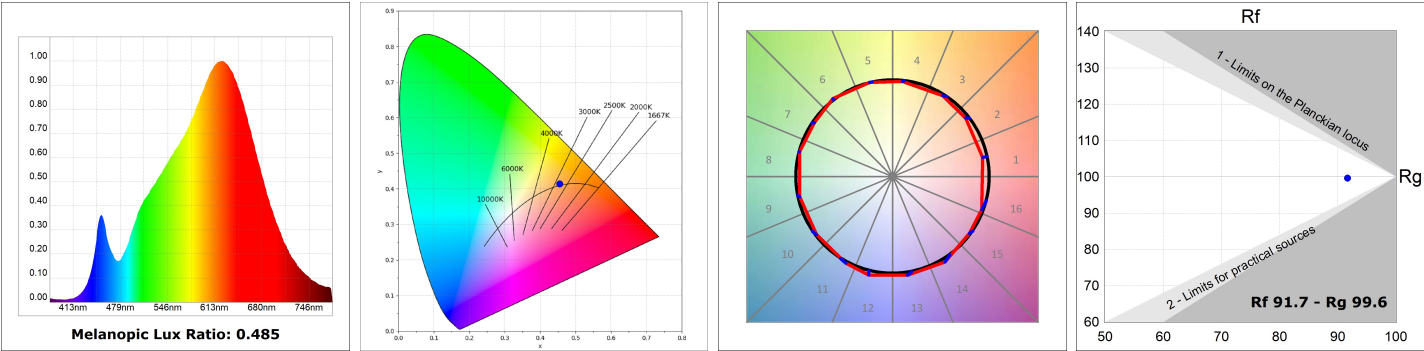 1.00
0.90
0.80
0.70
0.60
0.50
0.40
0.30
0.20
0.10
0.00
413nm 479nm 546nm 613nm 680nm 746nm
Melanopic Lux Ratio: 0.485
0.9
0.8
0.7
0.6
0.5
0.4
0.3
0.2
0.1
0.0
y
0.0 0.1 0.2 0.3 0.4 0.5 0.6 0.7 0.8
x
10000K
6000K
4000K
3000K
2500K
2000K
1667K
1
2
3
4
5
6
7
8
9
10
11
12
13
14
15
16
Rf
140
130
120
110
100
90
80
70
60
50 60 70 80 90 100
Rg
1 - Limits on the Planckian locus
2 - Limits for practical sources
Rf 91.7 - Rg 99.6